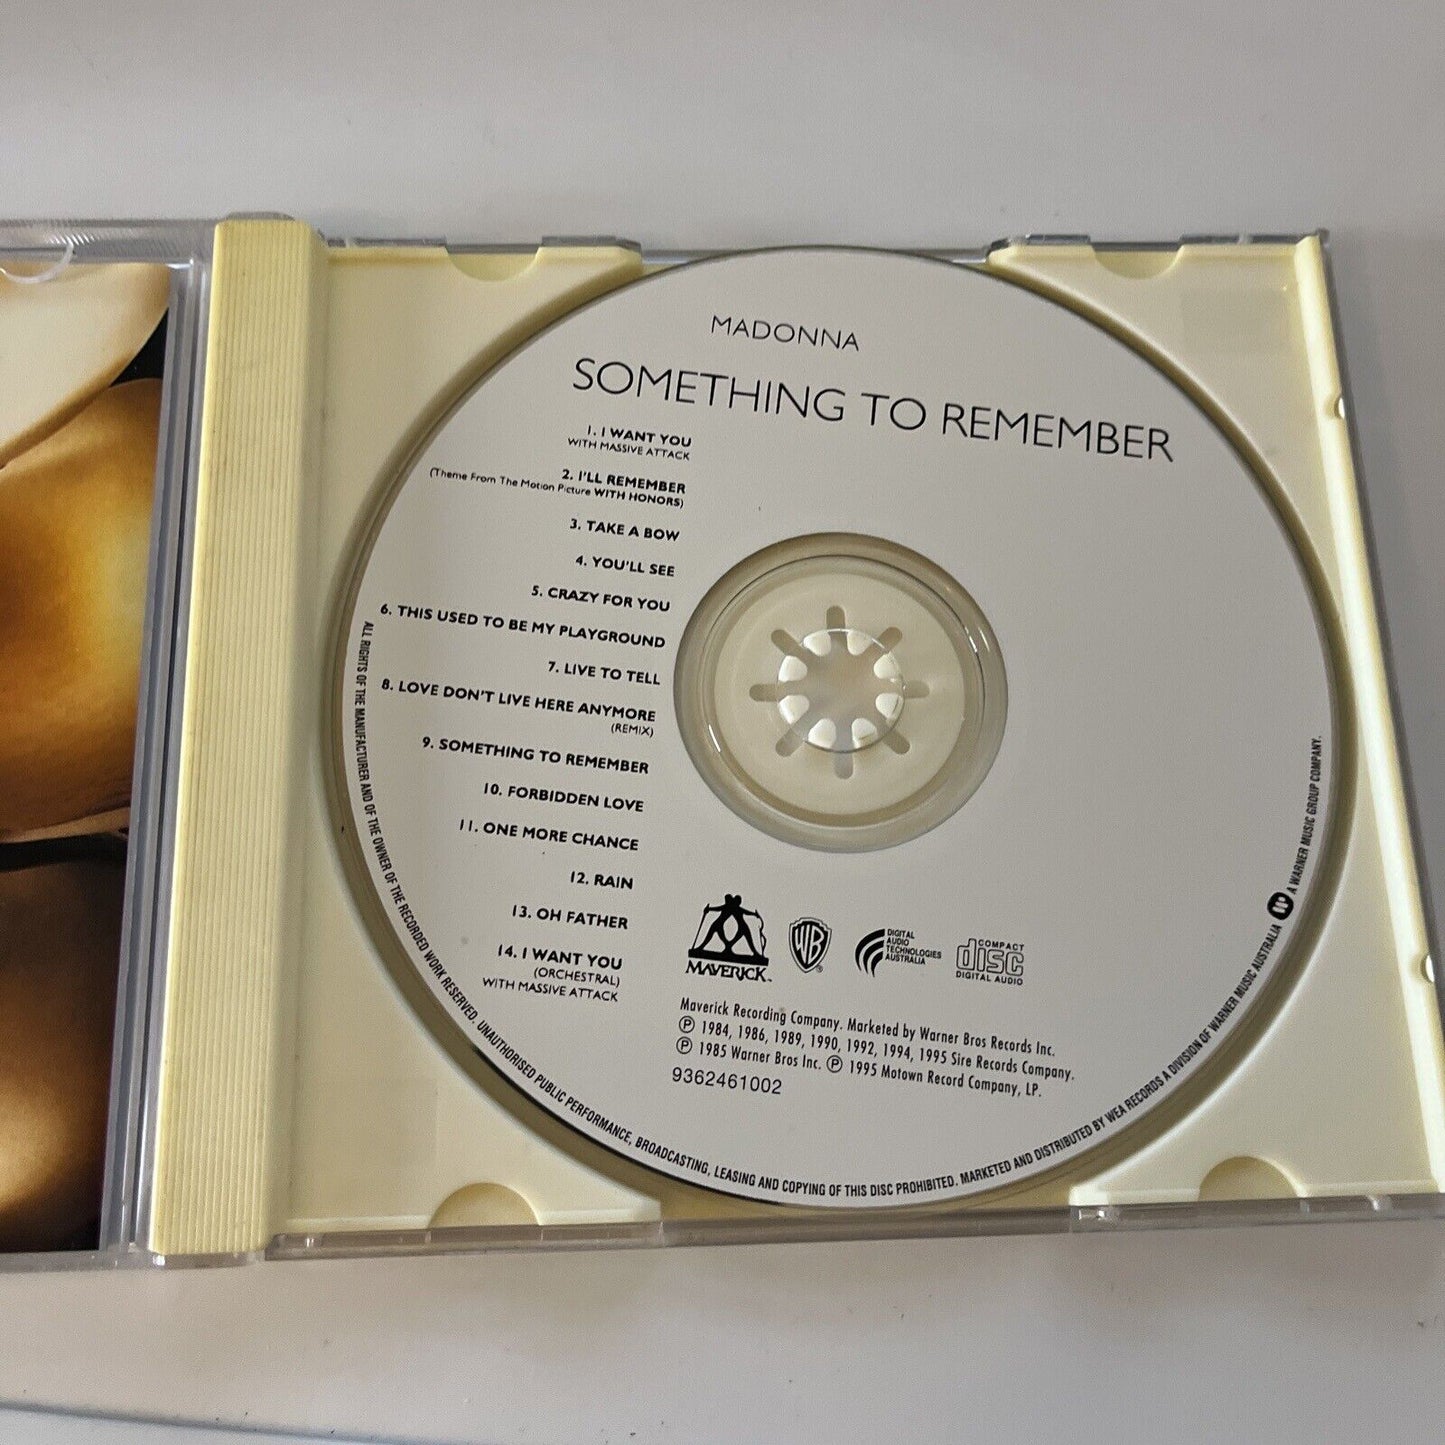 MADONNA
SOMETHING TO REMEMBER
1. I WANT YOU
WITH MASSIVE ATTACK
2. I'LL REMEMBER
(Theme From The Motion Picture WITH HONORS)
3. TAKE A BOW
4. YOU'LL SEE
5. CRAZY FOR YOU
6. THIS USED TO BE MY PLAYGROUND
7. LIVE TO TELL
8. LOVE DON'T LIVE HERE ANYMORE
(REMIX)
9. SOMETHING TO REMEMBER
10. FORBIDDEN LOVE
11. ONE MORE CHANCE
12. RAIN
13. OH FATHER
14. I WANT YOU
(ORCHESTRAL)
WITH MASSIVE ATTACK
MAVERICK™
WB ®
DIGITAL
AUDIO
TECHNOLOGIES
AUSTRALIA
COMPACT
disc
DIGITAL AUDIO
Maverick Recording Company. Marketed by Warner Bros Records Inc.
℗ 1984, 1986, 1989, 1990, 1992, 1994, 1995 Sire Records Company.
℗ 1985 Warner Bros Inc. ℗ 1995 Motown Record Company, LP.
9362461002
ALL RIGHTS OF THE MANUFACTURER AND OF THE OWNER OF THE RECORDED WORK RESERVED. UNAUTHORISED PUBLIC PERFORMANCE, BROADCASTING, LEASING AND COPYING OF THIS DISC PROHIBITED. MARKETED AND DISTRIBUTED BY WEA RECORDS A DIVISION OF WARNER MUSIC AUSTRALIA A WARNER MUSIC GROUP COMPANY.